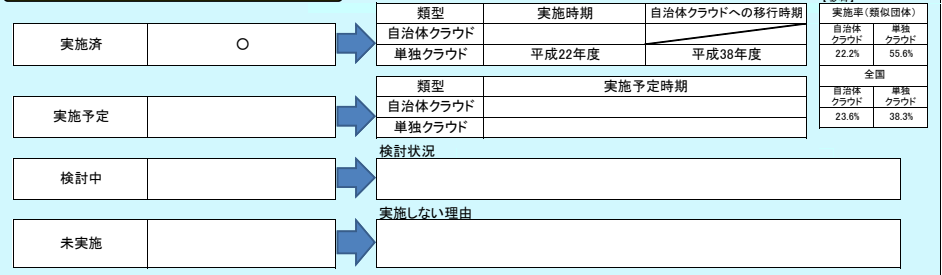 類型 実施時期 自治体クラウドへの移行時期
実施済 ○ 自治体クラウド
単独クラウド 平成22年度 平成38年度
類型 実施予定時期
実施予定 自治体クラウド
単独クラウド
検討状況
検討中
実施しない理由
未実施
実施率（類似団体）
自治体 単独
クラウド クラウド
22.2% 55.6%
全国
自治体 単独
クラウド クラウド
23.6% 38.3%